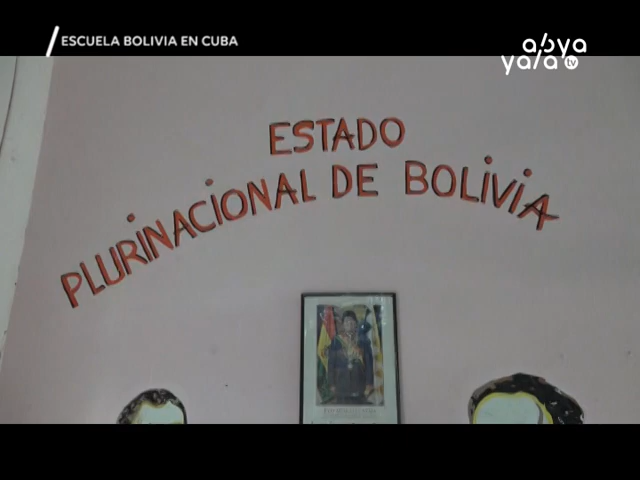 ESCUELA BOLIVIA EN CUBA
abya
yala tv
ESTADO
PLURINACIONAL DE BOLIVIA